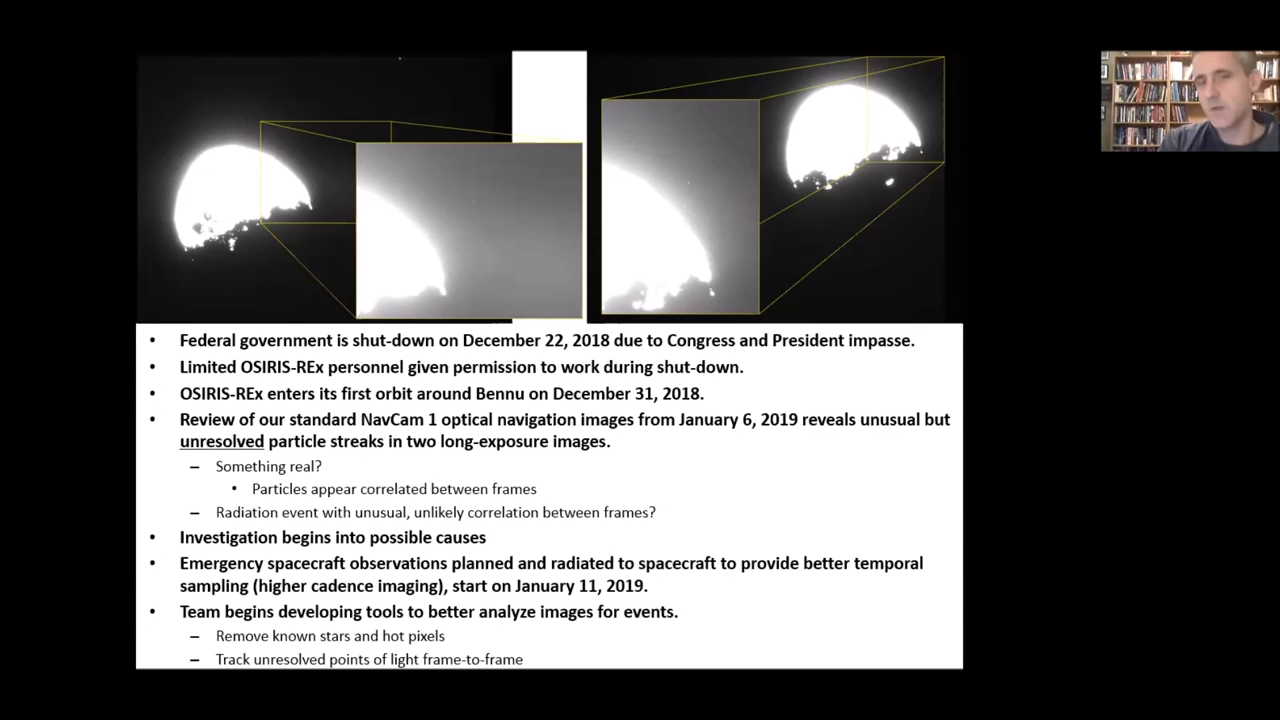 • Federal government is shut-down on December 22, 2018 due to Congress and President impasse.
• Limited OSIRIS-REx personnel given permission to work during shut-down.
• OSIRIS-REx enters its first orbit around Bennu on December 31, 2018.
• Review of our standard NavCam 1 optical navigation images from January 6, 2019 reveals unusual but
unresolved particle streaks in two long-exposure images.
– Something real?
• Particles appear correlated between frames
– Radiation event with unusual, unlikely correlation between frames?
• Investigation begins into possible causes
• Emergency spacecraft observations planned and radiated to spacecraft to provide better temporal
sampling (higher cadence imaging), start on January 11, 2019.
• Team begins developing tools to better analyze images for events.
– Remove known stars and hot pixels
– Track unresolved points of light frame-to-frame